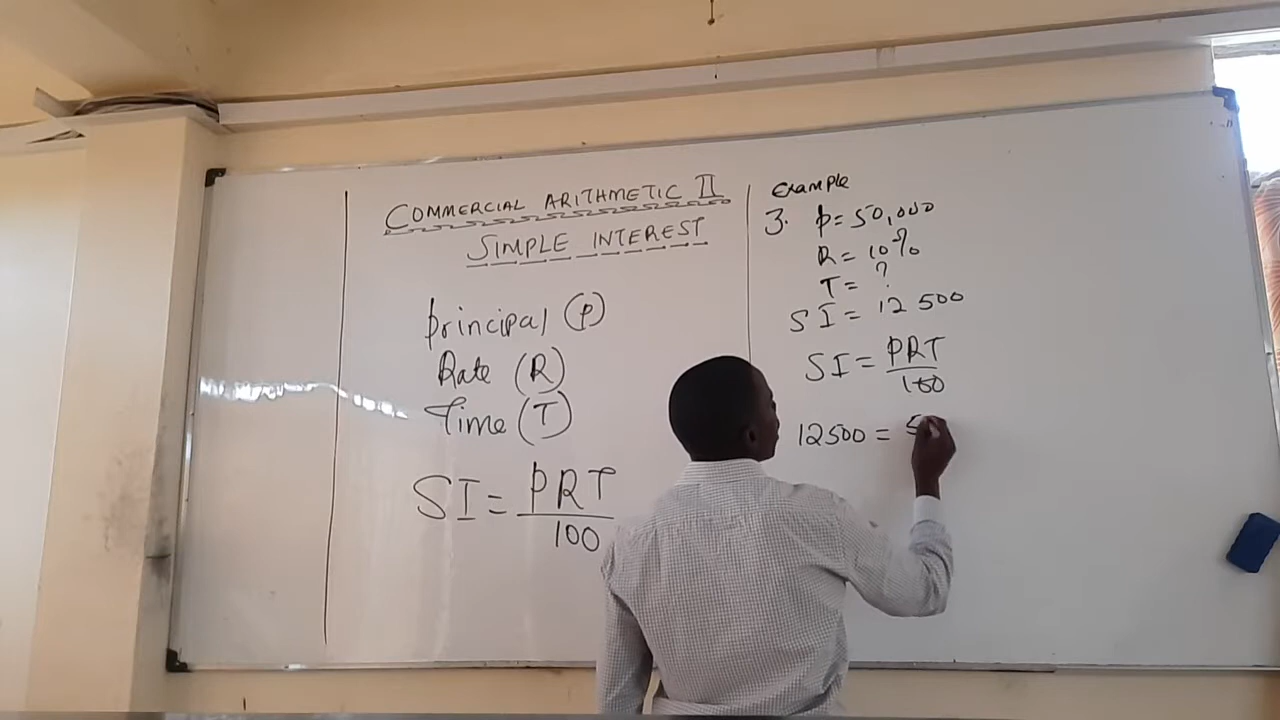 COMMERCIAL ARITHMETIC II
SIMPLE INTEREST
Principal (P)
Rate (R)
Time (T)
SI = PRT
100
Example
3. P = 50,000
R = 10%
T = ?
SI = 12 500
SI = PRT
100
12500 = 5